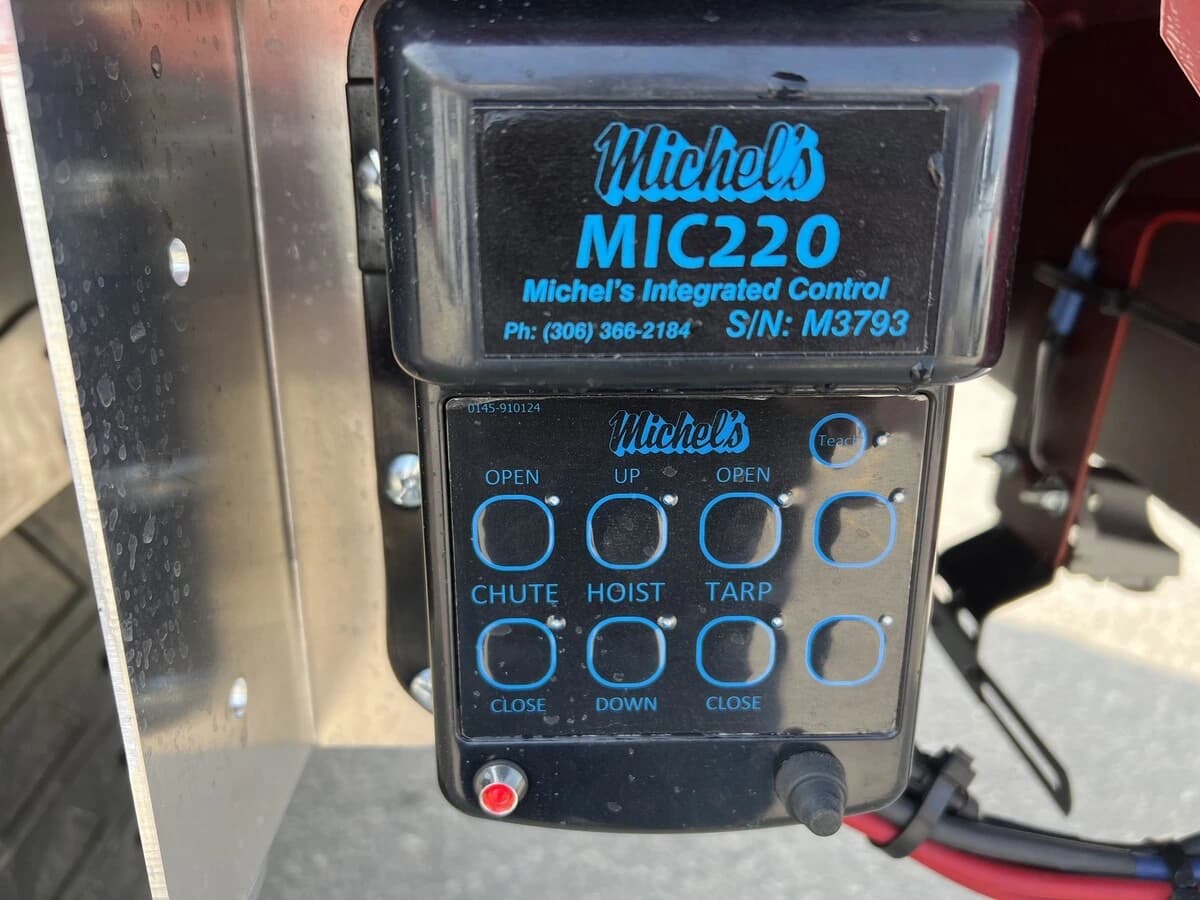 Michel's
MIC220
Michel's Integrated Control
Ph: (306) 366-2184 S/N: M3793
0145-910124
Michel's
Teach
OPEN UP OPEN
CHUTE HOIST TARP
CLOSE DOWN CLOSE